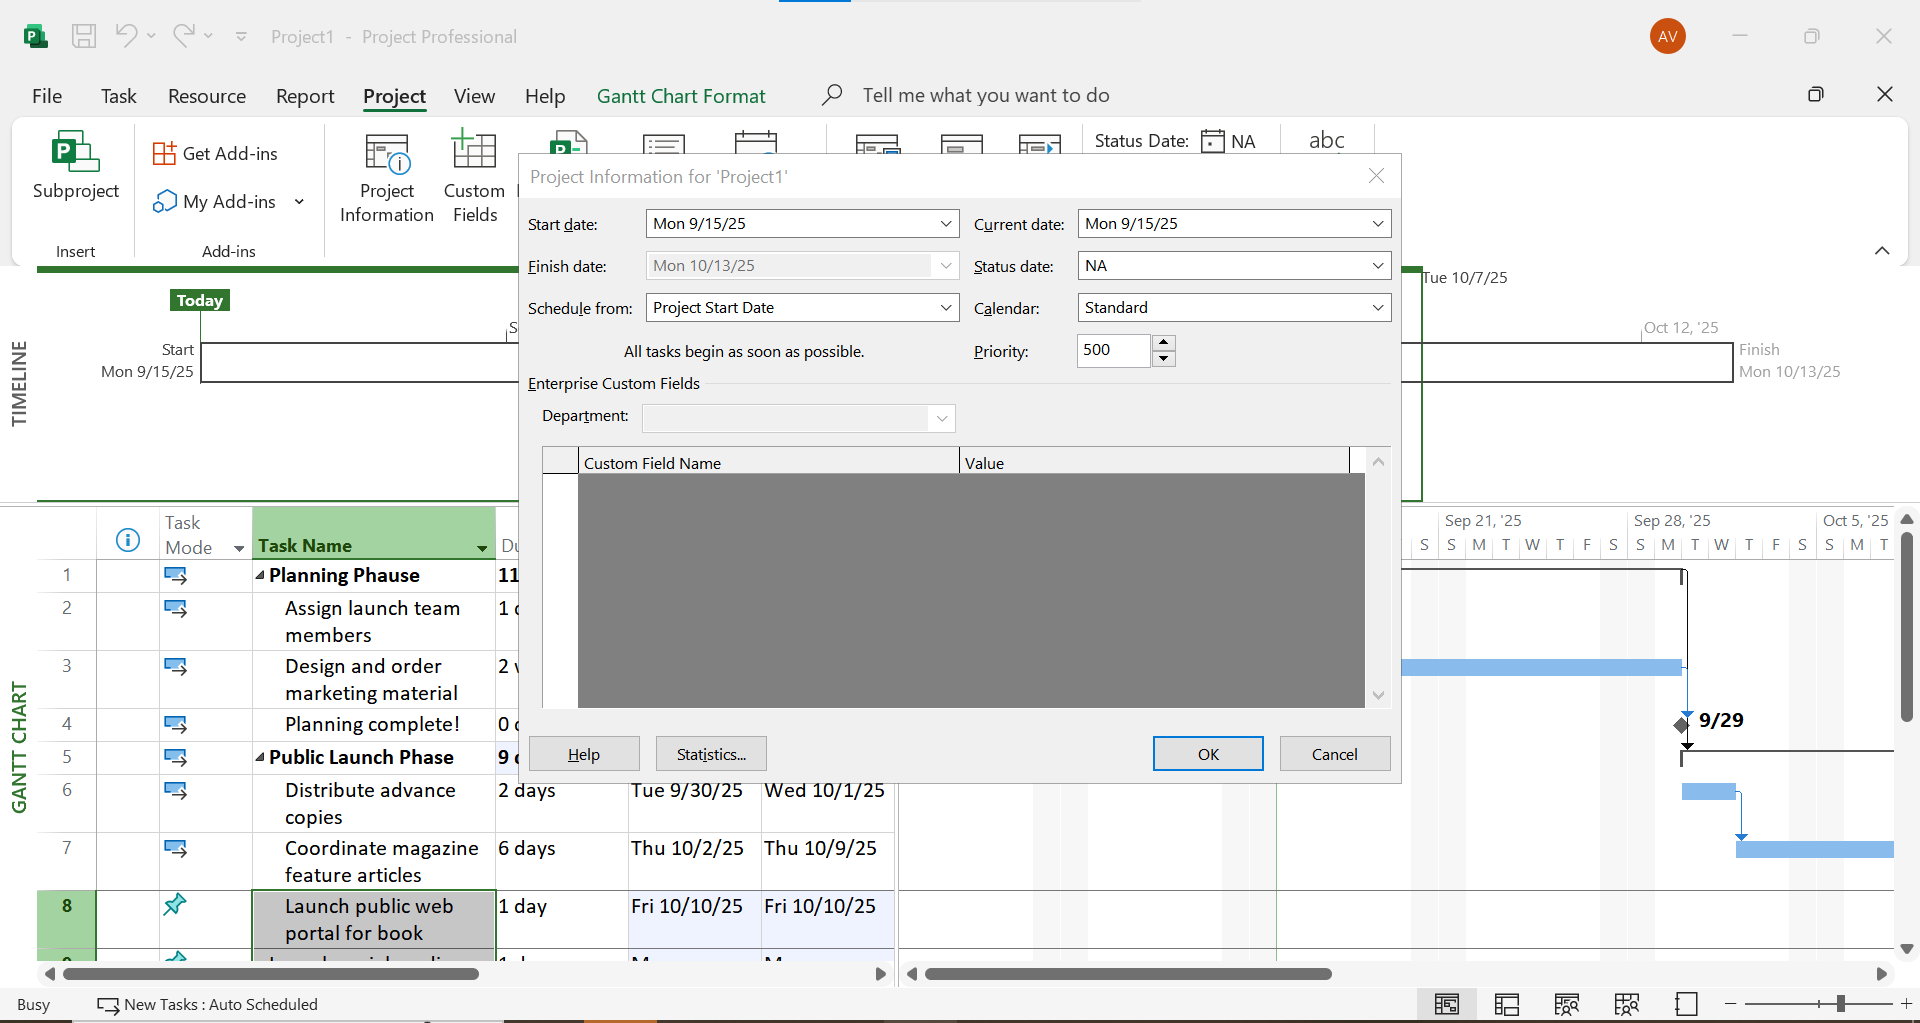 Project1 - Project Professional
AV
File Task Resource Report Project View Help Gantt Chart Format Tell me what you want to do
Subproject
Insert
Get Add-ins
My Add-ins
Add-ins
Project Information
Custom Fields
Status Date: NA
abc
Project Information for 'Project1'
Start date: Mon 9/15/25 Current date: Mon 9/15/25
Finish date: Mon 10/13/25 Status date: NA
Schedule from: Project Start Date Calendar: Standard
All tasks begin as soon as possible. Priority: 500
Enterprise Custom Fields
Department:
Custom Field Name Value
Help Statistics... OK Cancel
TIMELINE
Today
Start
Mon 9/15/25
Tue 10/7/25
Oct 12, '25
Finish
Mon 10/13/25
GANTT CHART
Task Mode Task Name
Sep 21, '25 Sep 28, '25 Oct 5, '25
S S M T W T F S S M T W T F S S M T
1 Planning Phause 11
2 Assign launch team members 1
3 Design and order marketing material 2
4 Planning complete! 0
9/29
5 Public Launch Phase 9
6 Distribute advance copies 2 days Tue 9/30/25 Wed 10/1/25
7 Coordinate magazine feature articles 6 days Thu 10/2/25 Thu 10/9/25
8 Launch public web portal for book 1 day Fri 10/10/25 Fri 10/10/25
Busy New Tasks : Auto Scheduled